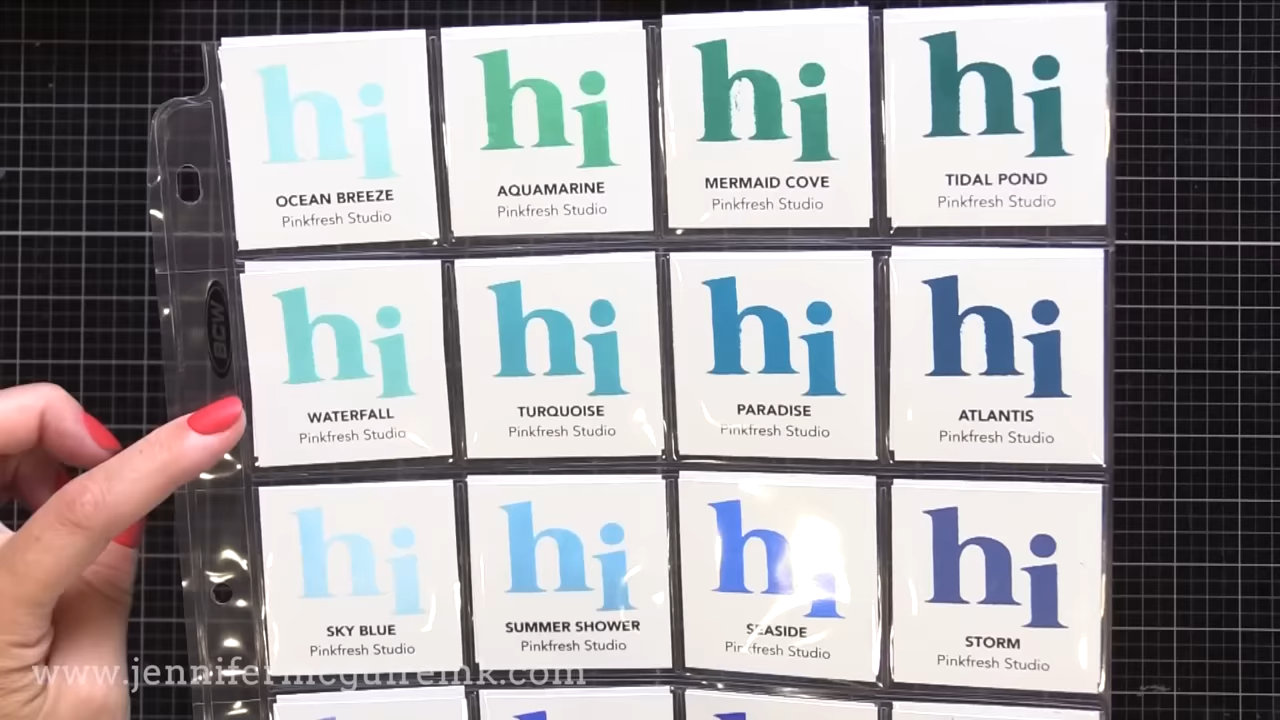 hi
OCEAN BREEZE
Pinkfresh Studio
hi
AQUAMARINE
Pinkfresh Studio
hi
MERMAID COVE
Pinkfresh Studio
hi
TIDAL POND
Pinkfresh Studio
BCW
hi
WATERFALL
Pinkfresh Studio
hi
TURQUOISE
Pinkfresh Studio
hi
PARADISE
Pinkfresh Studio
hi
ATLANTIS
Pinkfresh Studio
hi
SKY BLUE
Pinkfresh Studio
hi
SUMMER SHOWER
Pinkfresh Studio
hi
SEASIDE
Pinkfresh Studio
hi
STORM
Pinkfresh Studio
www.jennifermcguireink.com